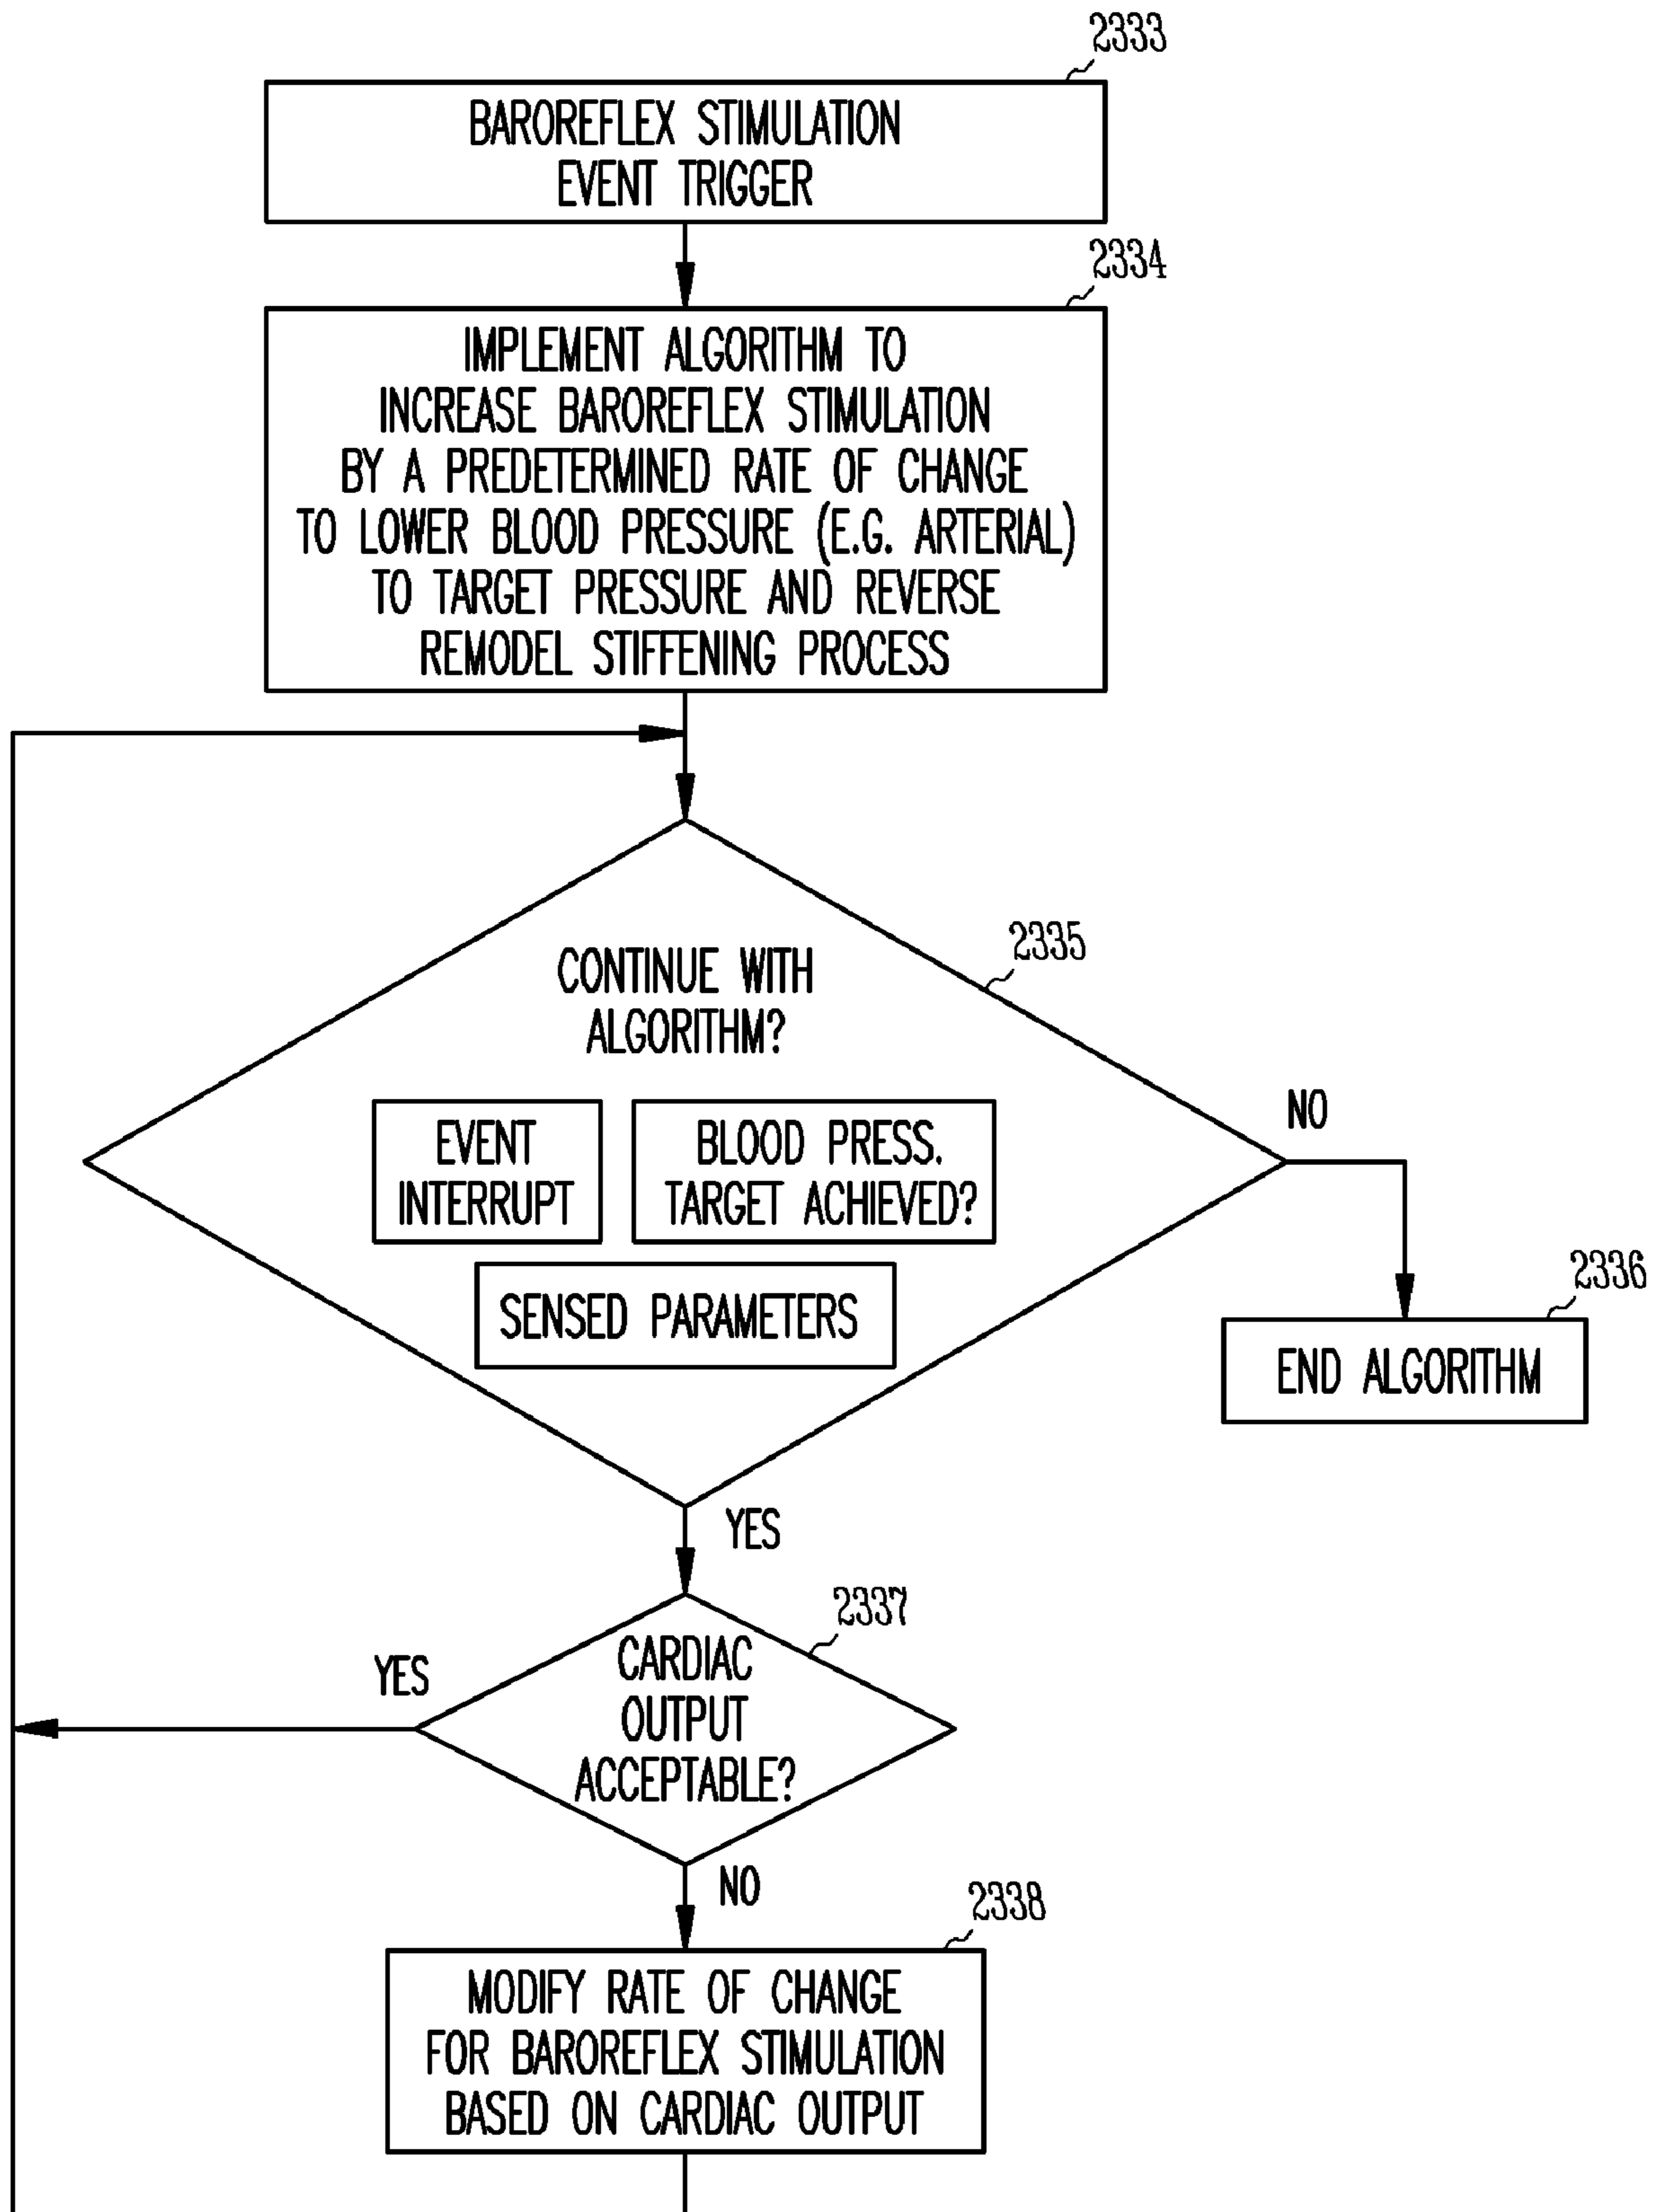 2333
BAROREFLEX STIMULATION
EVENT TRIGGER
2334
IMPLEMENT ALGORITHM TO
INCREASE BAROREFLEX STIMULATION
BY A PREDETERMINED RATE OF CHANGE
TO LOWER BLOOD PRESSURE (E.G. ARTERIAL)
TO TARGET PRESSURE AND REVERSE
REMODEL STIFFENING PROCESS
2335
CONTINUE WITH
ALGORITHM?
EVENT
INTERRUPT
BLOOD PRESS.
TARGET ACHIEVED?
SENSED PARAMETERS
NO
2336
END ALGORITHM
YES
2337
CARDIAC
OUTPUT
ACCEPTABLE?
YES
NO
2338
MODIFY RATE OF CHANGE
FOR BAROREFLEX STIMULATION
BASED ON CARDIAC OUTPUT